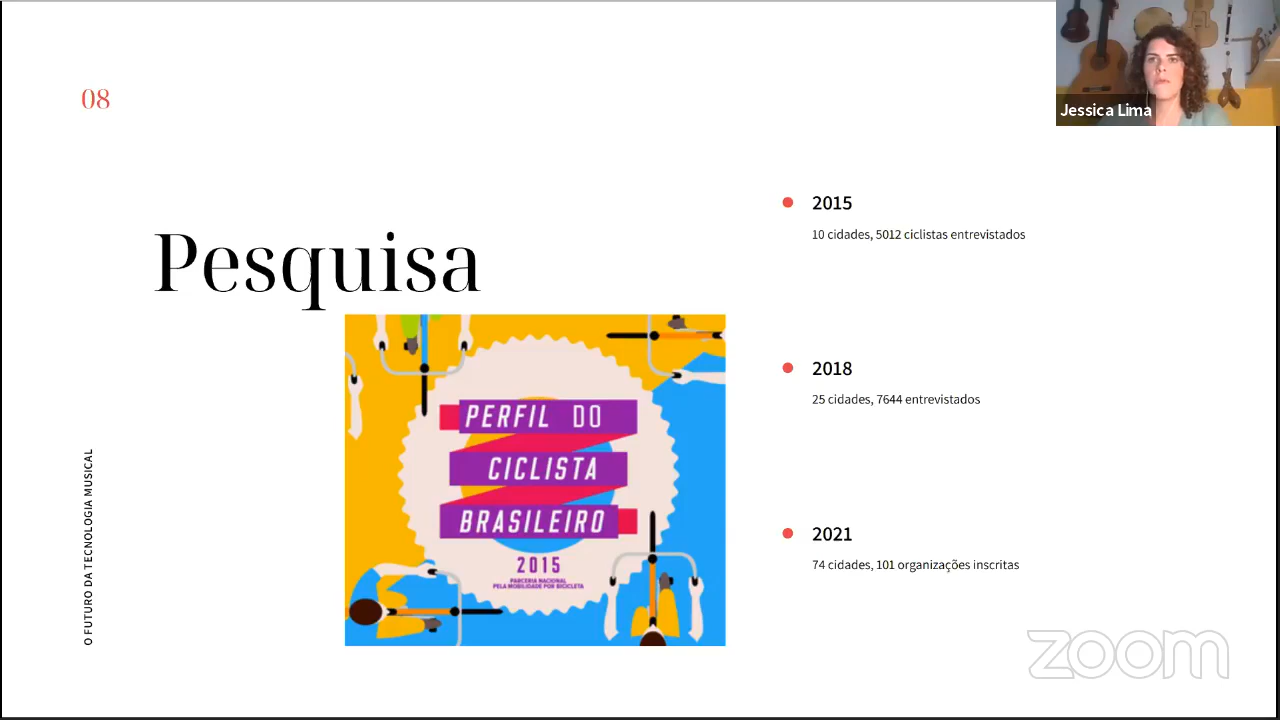 08
Jessica Lima
Pesquisa
PERFIL DO
CICLISTA
BRASILEIRO
2015
PARCERIA NACIONAL
PELA MOBILIDADE POR BICICLETA
2015
10 cidades, 5012 ciclistas entrevistados
2018
25 cidades, 7644 entrevistados
2021
74 cidades, 101 organizações inscritas
O FUTURO DA TECNOLOGIA MUSICAL
zoom